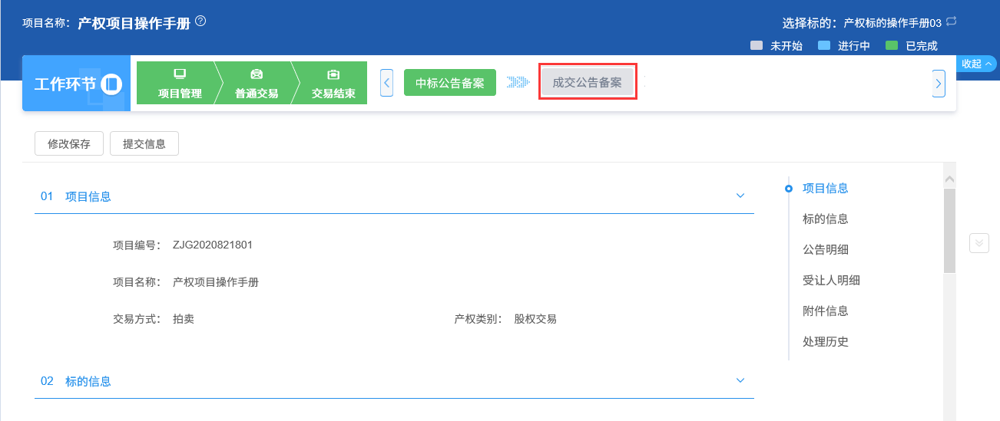 项目名称： 产权项目操作手册
选择标的： 产权标的操作手册03
未开始 进行中 已完成
收起
工作环节
项目管理 普通交易 交易结束
中标公告备案 成交公告备案
修改保存 提交信息
01 项目信息
项目编号： ZJG2020821801
项目名称： 产权项目操作手册
交易方式： 拍卖 产权类别： 股权交易
02 标的信息
项目信息
标的信息
公告明细
受让人明细
附件信息
处理历史